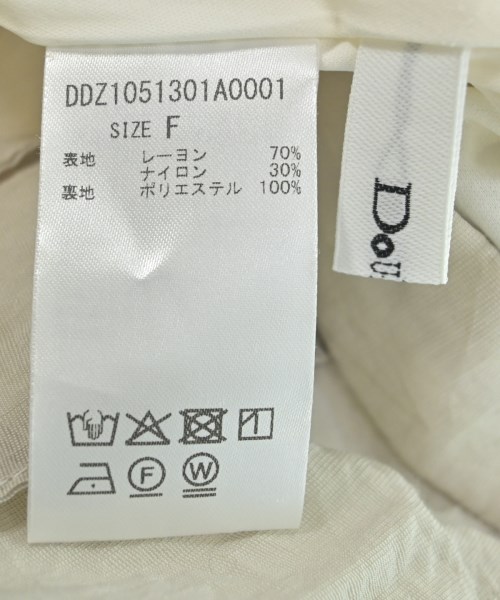 DDZ1051301A0001
SIZE F
表地 レーヨン 70%
ナイロン 30%
裏地 ポリエステル 100%
F W